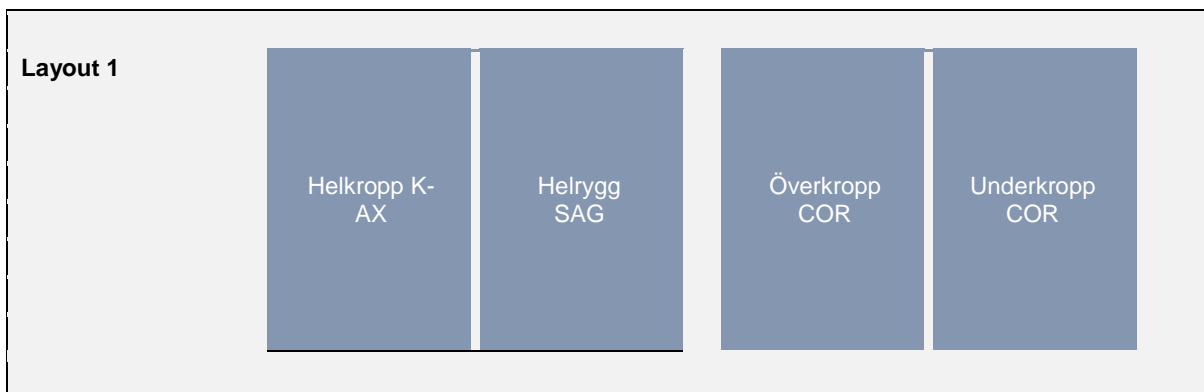 Layout 1
Helkropp K-
AX
Helrygg
SAG
Överkropp
COR
Underkropp
COR